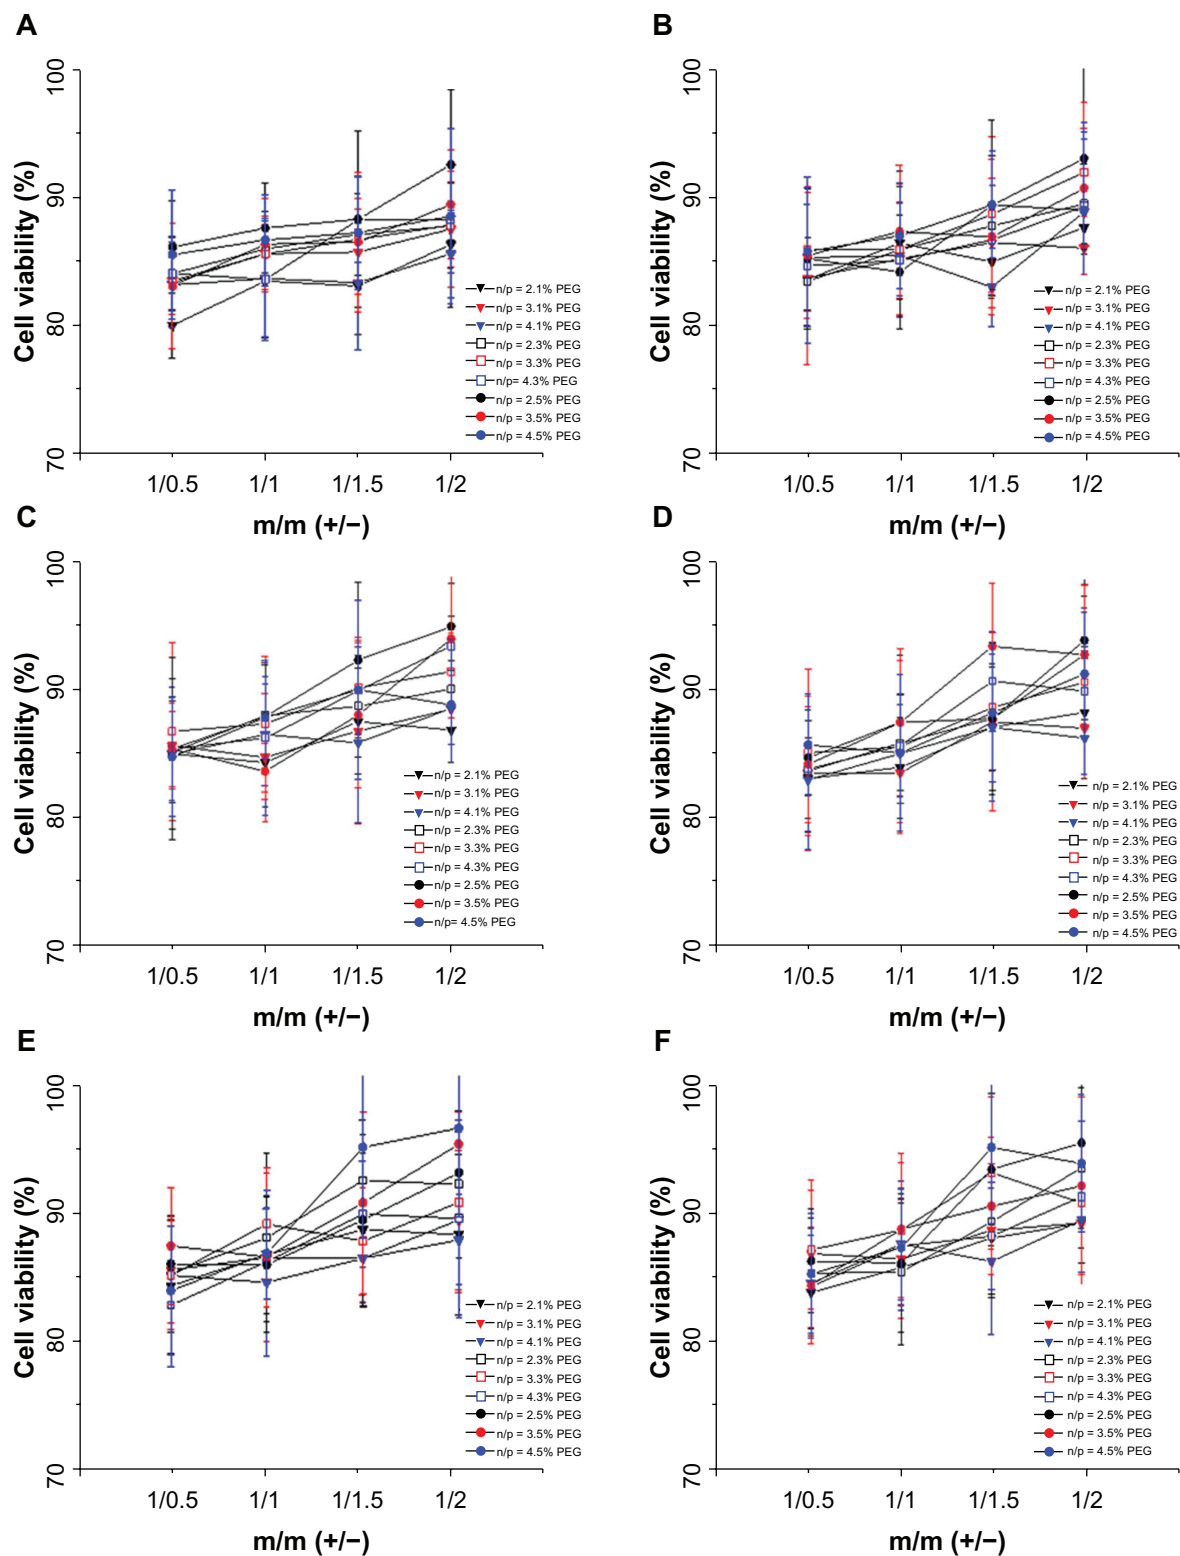 A
Cell viability (%)
100
90
80
70
n/p = 2.1% PEG
n/p = 3.1% PEG
n/p = 4.1% PEG
n/p = 2.3% PEG
n/p = 3.3% PEG
n/p= 4.3% PEG
n/p = 2.5% PEG
n/p = 3.5% PEG
n/p = 4.5% PEG
1/0.5 1/1 1/1.5 1/2
m/m (+/−)
B
Cell viability (%)
100
90
80
70
n/p = 2.1% PEG
n/p = 3.1% PEG
n/p = 4.1% PEG
n/p = 2.3% PEG
n/p = 3.3% PEG
n/p = 4.3% PEG
n/p = 2.5% PEG
n/p = 3.5% PEG
n/p = 4.5% PEG
1/0.5 1/1 1/1.5 1/2
m/m (+/−)
C
Cell viability (%)
100
90
80
70
n/p = 2.1% PEG
n/p = 3.1% PEG
n/p = 4.1% PEG
n/p = 2.3% PEG
n/p = 3.3% PEG
n/p = 4.3% PEG
n/p = 2.5% PEG
n/p = 3.5% PEG
n/p= 4.5% PEG
1/0.5 1/1 1/1.5 1/2
m/m (+/−)
D
Cell viability (%)
100
90
80
70
n/p = 2.1% PEG
n/p = 3.1% PEG
n/p = 4.1% PEG
n/p = 2.3% PEG
n/p = 3.3% PEG
n/p = 4.3% PEG
n/p = 2.5% PEG
n/p = 3.5% PEG
n/p = 4.5% PEG
1/0.5 1/1 1/1.5 1/2
m/m (+/−)
E
Cell viability (%)
100
90
80
70
n/p = 2.1% PEG
n/p = 3.1% PEG
n/p = 4.1% PEG
n/p = 2.3% PEG
n/p = 3.3% PEG
n/p = 4.3% PEG
n/p = 2.5% PEG
n/p = 3.5% PEG
n/p = 4.5% PEG
1/0.5 1/1 1/1.5 1/2
m/m (+/−)
F
Cell viability (%)
100
90
80
70
n/p = 2.1% PEG
n/p = 3.1% PEG
n/p = 4.1% PEG
n/p = 2.3% PEG
n/p = 3.3% PEG
n/p = 4.3% PEG
n/p = 2.5% PEG
n/p = 3.5% PEG
n/p = 4.5% PEG
1/0.5 1/1 1/1.5 1/2
m/m (+/−)